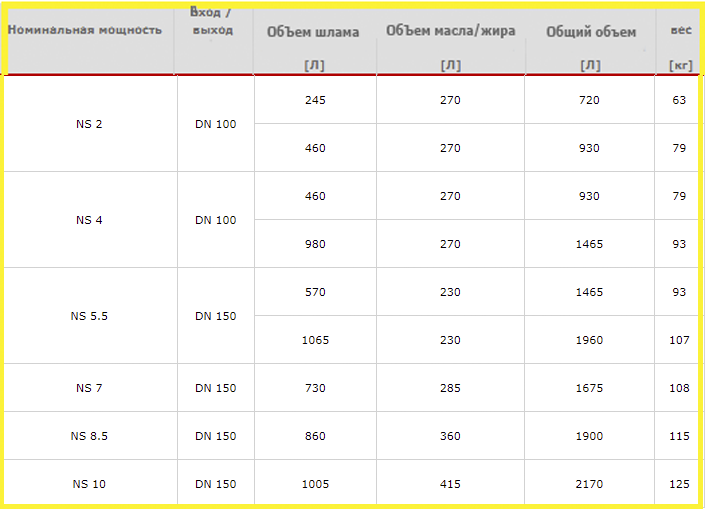 Номинальная мощность Вход / выход ОбЪем шлама [Л] ОбЪем масла/жира [Л] Общий объем [Л] вес [кг]
NS 2 DN 100 245 270 720 63
460 270 930 79
NS 4 DN 100 460 270 930 79
980 270 1465 93
NS 5.5 DN 150 570 230 1465 93
1065 230 1960 107
NS 7 DN 150 730 285 1675 108
NS 8.5 DN 150 860 360 1900 115
NS 10 DN 150 1005 415 2170 125